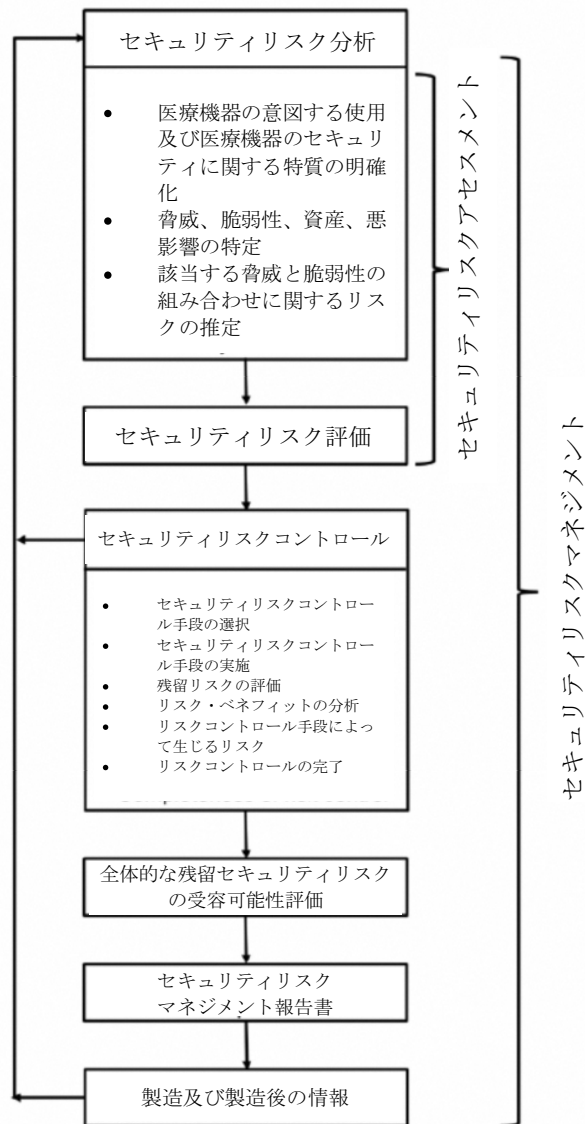 セキュリティリスク分析
• 医療機器の意図する使用
及び医療機器のセキュリ
ティに関する特質の明確
化
• 脅威、脆弱性、資産、悪
影響の特定
• 該当する脅威と脆弱性の
組み合わせに関するリス
クの推定
セキュリティリスク評価
セキュリティリスクアセスメント
セキュリティリスクコントロール
• セキュリティリスクコントロー
ル手段の選択
• セキュリティリスクコントロー
ル手段の実施
• 残留リスクの評価
• リスク・ベネフィットの分析
• リスクコントロール手段によっ
て生じるリスク
• リスクコントロールの完了
全体的な残留セキュリティリスク
の受容可能性評価
セキュリティリスク
マネジメント報告書
製造及び製造後の情報
セキュリティリスクマネジメント